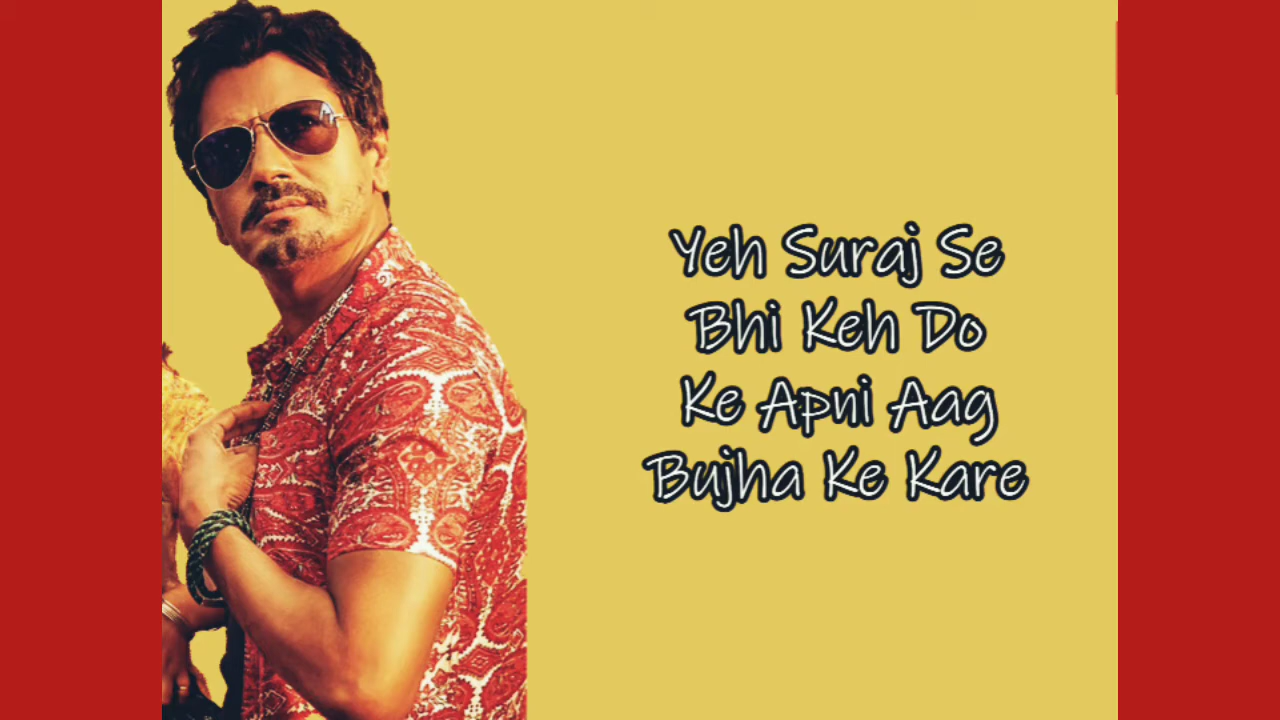 Yeh Suraj Se
Bhi Keh Do
Ke Apni Aag
Bujha Ke Kare